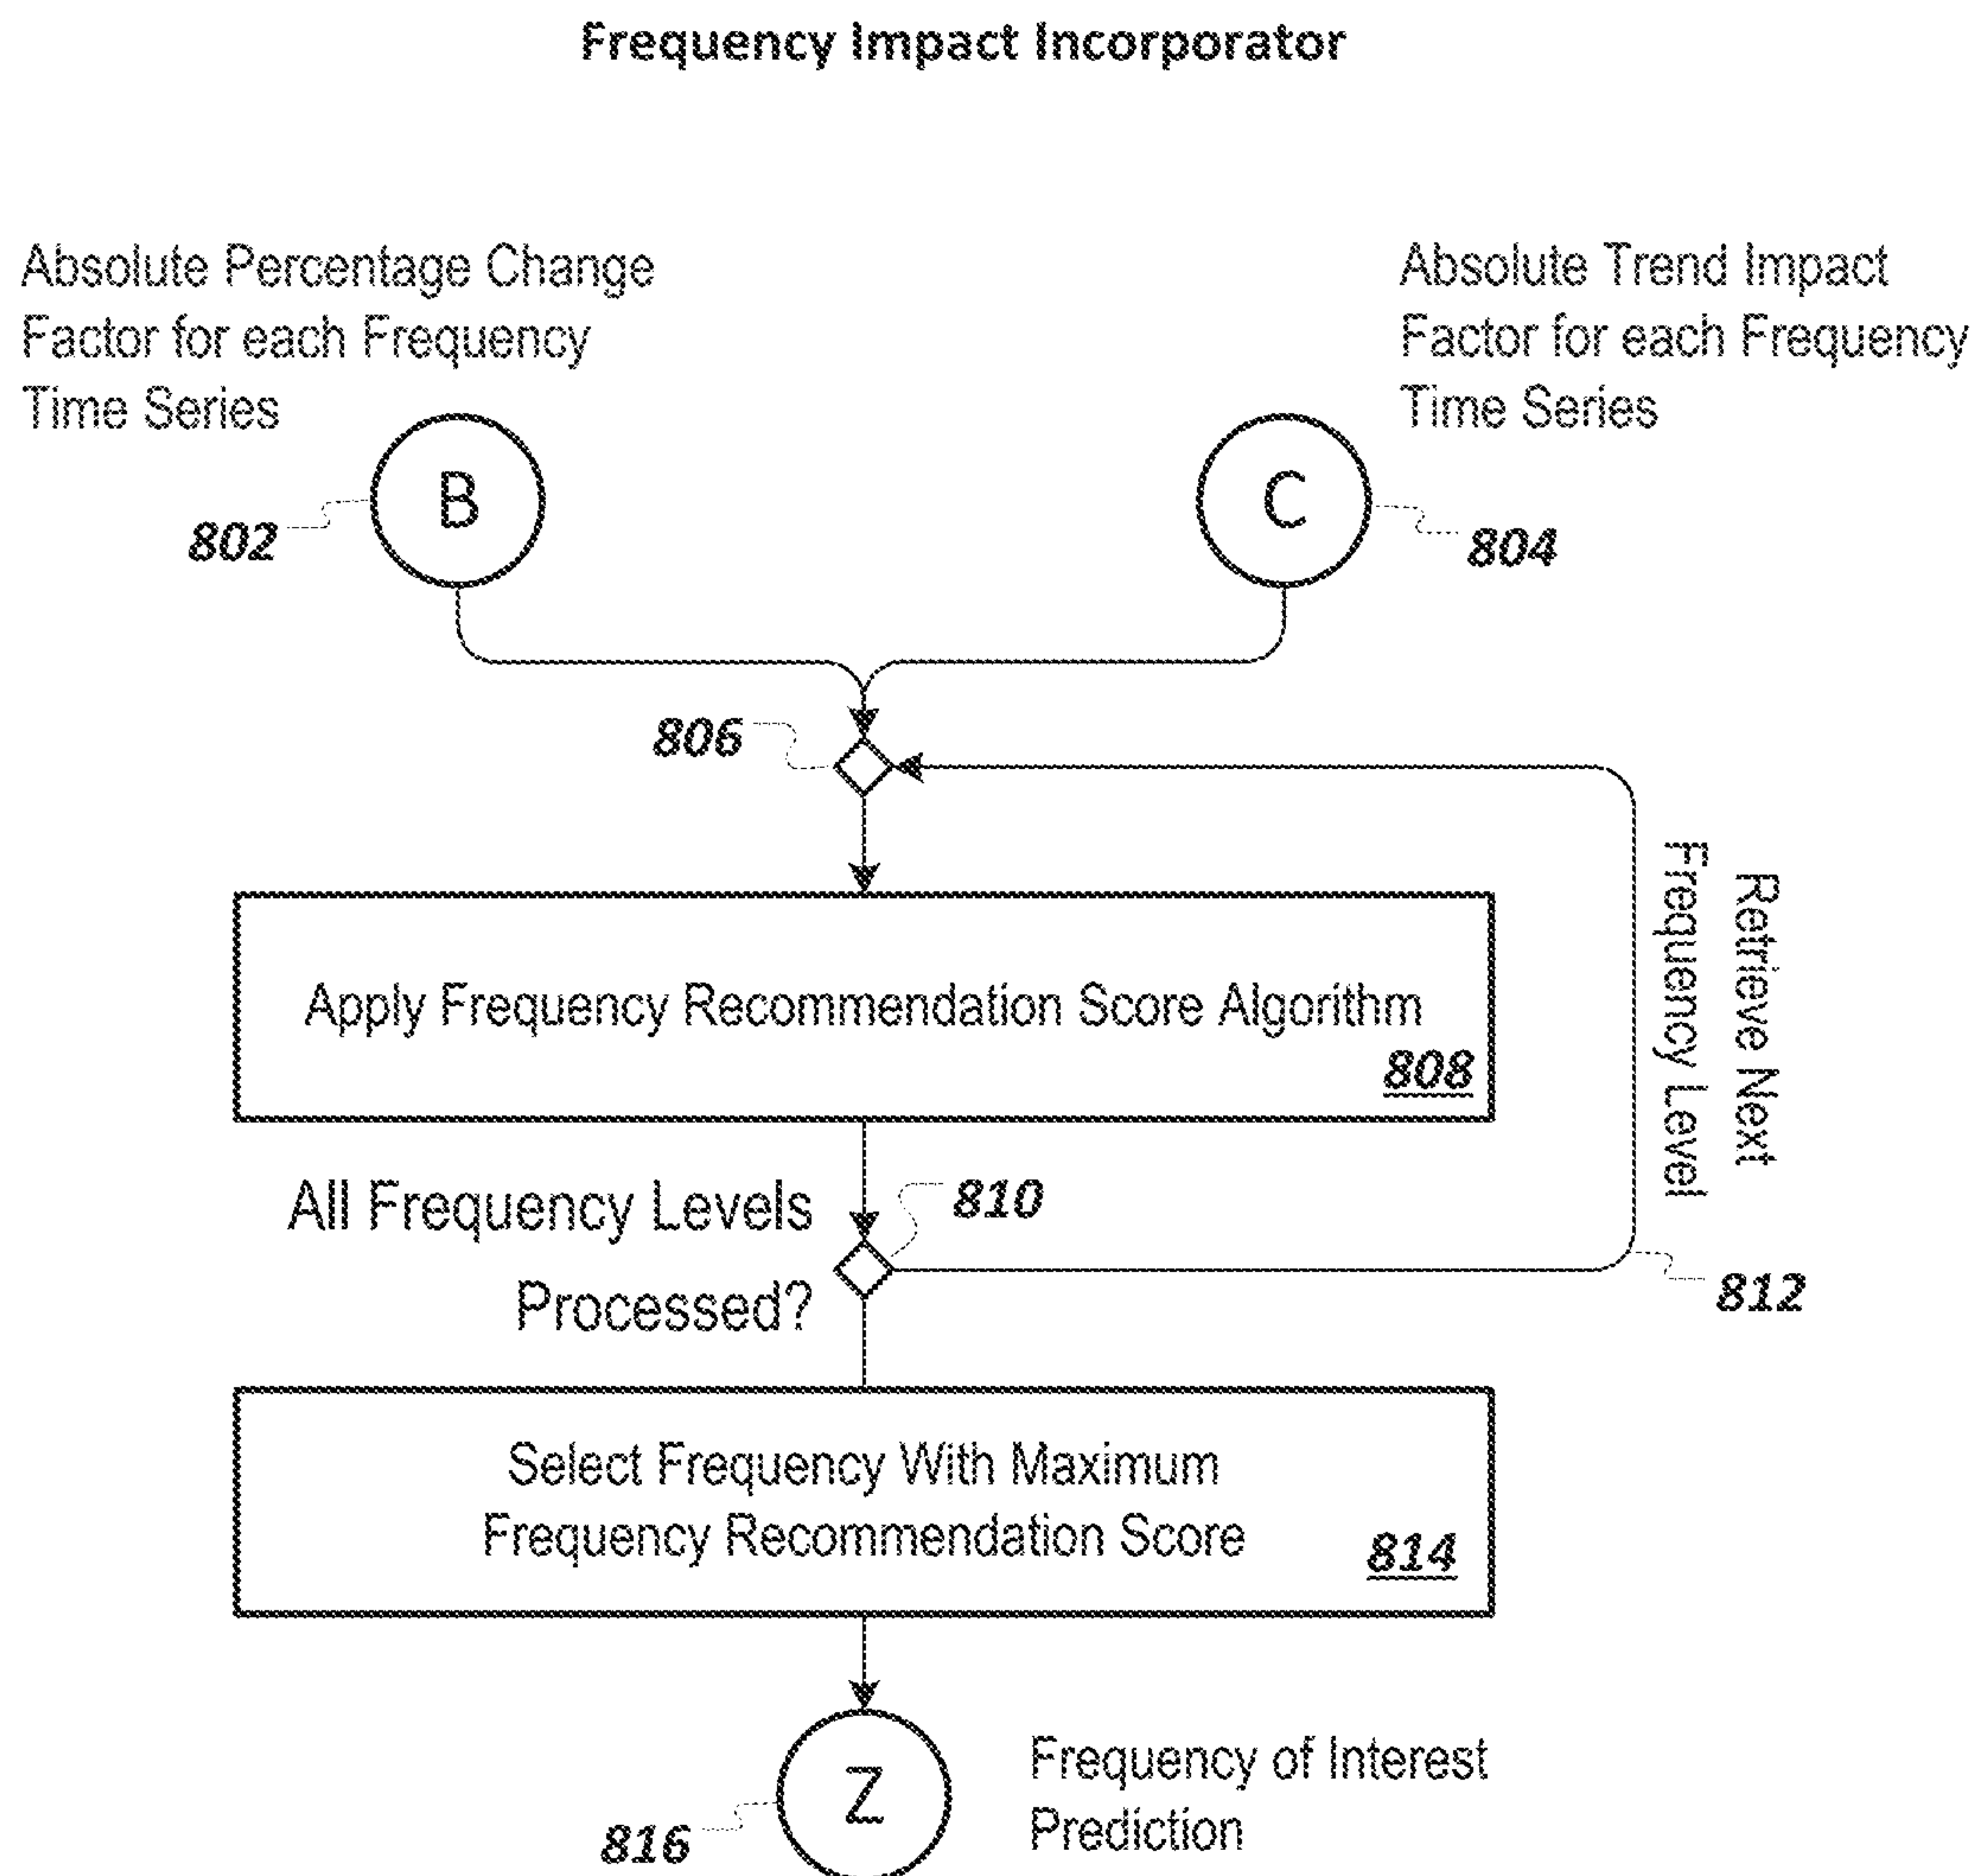 Frequency Impact Incorporator
Absolute Percentage Change
Factor for each Frequency
Time Series
Absolute Trend Impact
Factor for each Frequency
Time Series
B
C
802
804
806
Retrieve Next
Frequency Level
Apply Frequency Recommendation Score Algorithm
808
All Frequency Levels
Processed?
810
812
Select Frequency With Maximum
Frequency Recommendation Score
814
Z
816
Frequency of Interest
Prediction